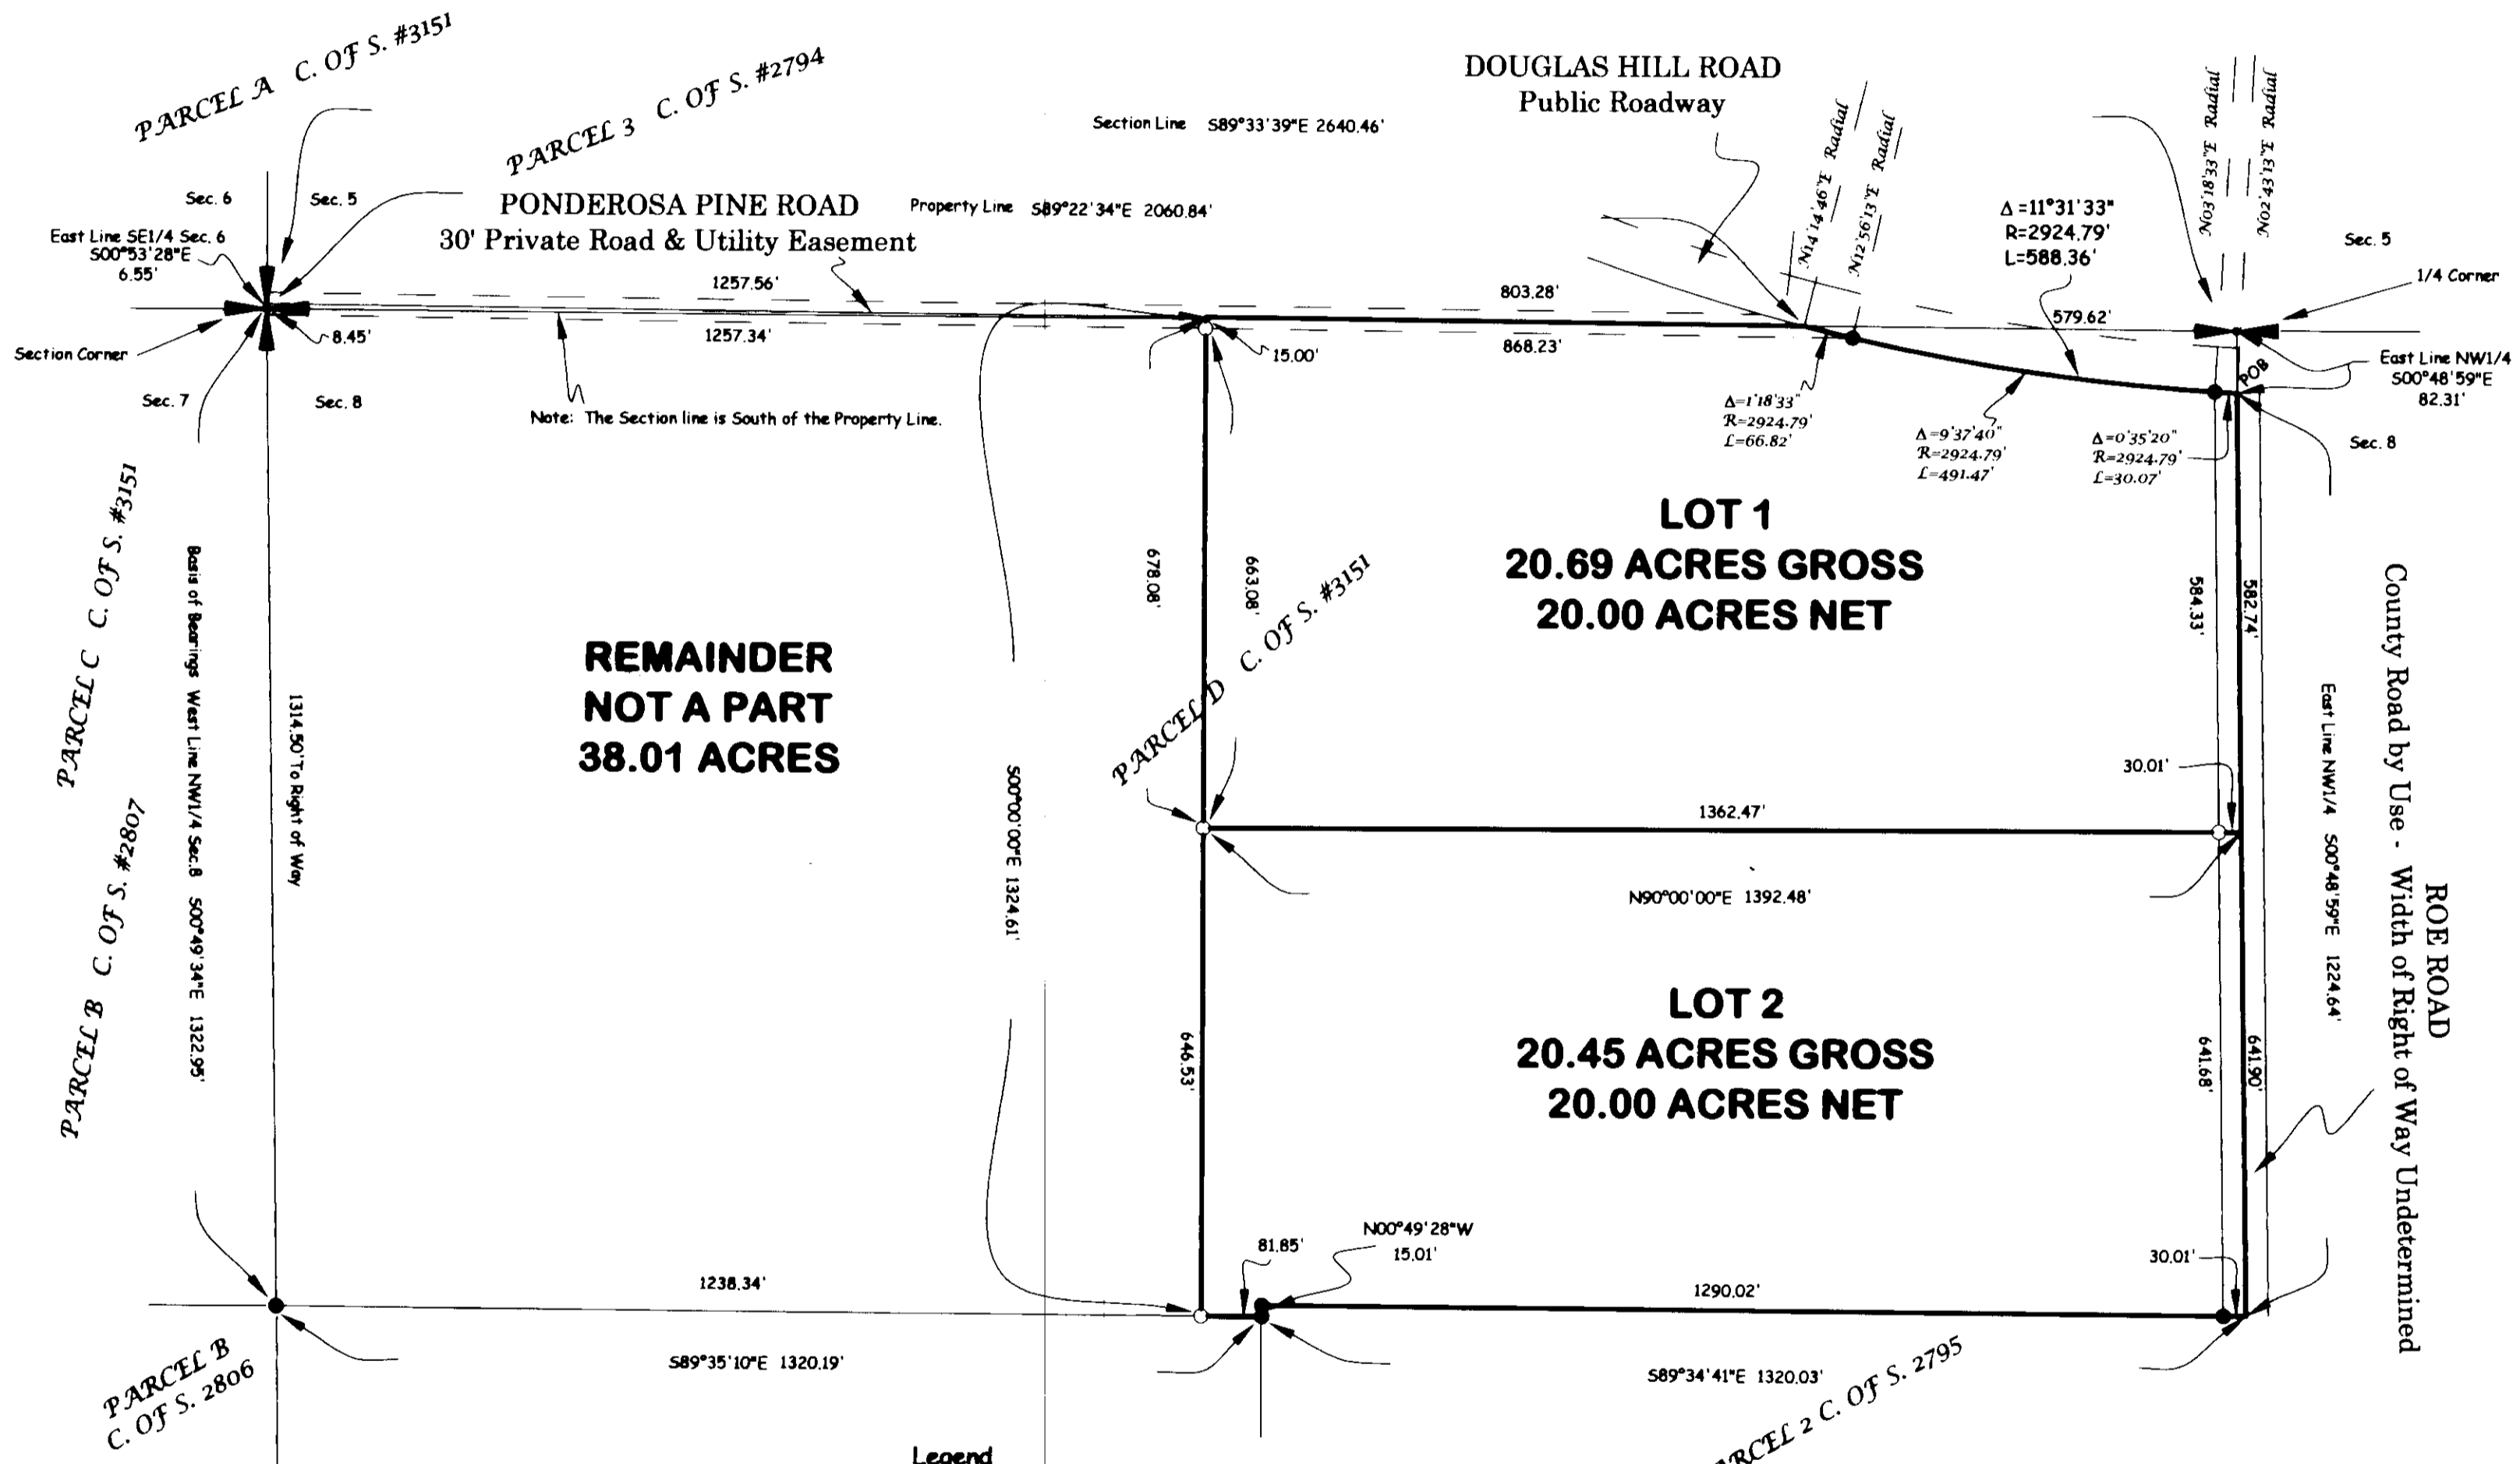 PARCEL A C. OF S. #3151
PARCEL 3 C. OF S. #2794
Section Line S89°33'39"E 2640.46'
DOUGLAS HILL ROAD
Public Roadway
N14°14'46"E Radial
N12°56'13"E Radial
N03°18'33"E Radial
N02°43'13"E Radial
Sec. 6
Sec. 5
PONDEROSA PINE ROAD
30' Private Road & Utility Easement
Property Line S89°22'34"E 2060.84'
Δ =11°31'33"
R=2924.79'
L=588.36'
Sec. 5
1/4 Corner
East Line SE1/4 Sec. 6
S00°53'28"E
6.55'
1257.56'
803.28'
579.62'
Section Corner
8.45'
1257.34'
15.00'
868.23'
East Line NW1/4
S00°48'59"E
82.31'
POB
Sec. 7
Sec. 8
Note: The Section line is South of the Property Line.
Δ=1°18'33"
R=2924.79'
L=66.82'
Δ=9°37'40"
R=2924.79'
L=491.47'
Δ=0°35'20"
R=2924.79'
L=30.07'
Sec. 8
PARCEL C C. OF S. #3151
PARCEL B C. OF S. #2807
Basis of Bearings West Line NW1/4 Sec.8 S00°49'34"E 1322.95'
1314.50' To Right of Way
REMAINDER
NOT A PART
38.01 ACRES
S00°00'00"E 1324.61'
678.08'
663.08'
PARCEL D C. OF S. #3151
LOT 1
20.69 ACRES GROSS
20.00 ACRES NET
584.33'
582.74'
East Line NW1/4 S00°48'59"E 1224.64'
County Road by Use - Width of Right of Way Undetermined
ROE ROAD
30.01'
1362.47'
N90°00'00"E 1392.48'
LOT 2
20.45 ACRES GROSS
20.00 ACRES NET
646.53'
641.68'
641.90'
N00°49'28"W
15.01'
81.85'
30.01'
1238.34'
1290.02'
S89°35'10"E 1320.19'
S89°34'41"E 1320.03'
PARCEL B
C. OF S. 2806
2 C. OF S. 2795
Legend